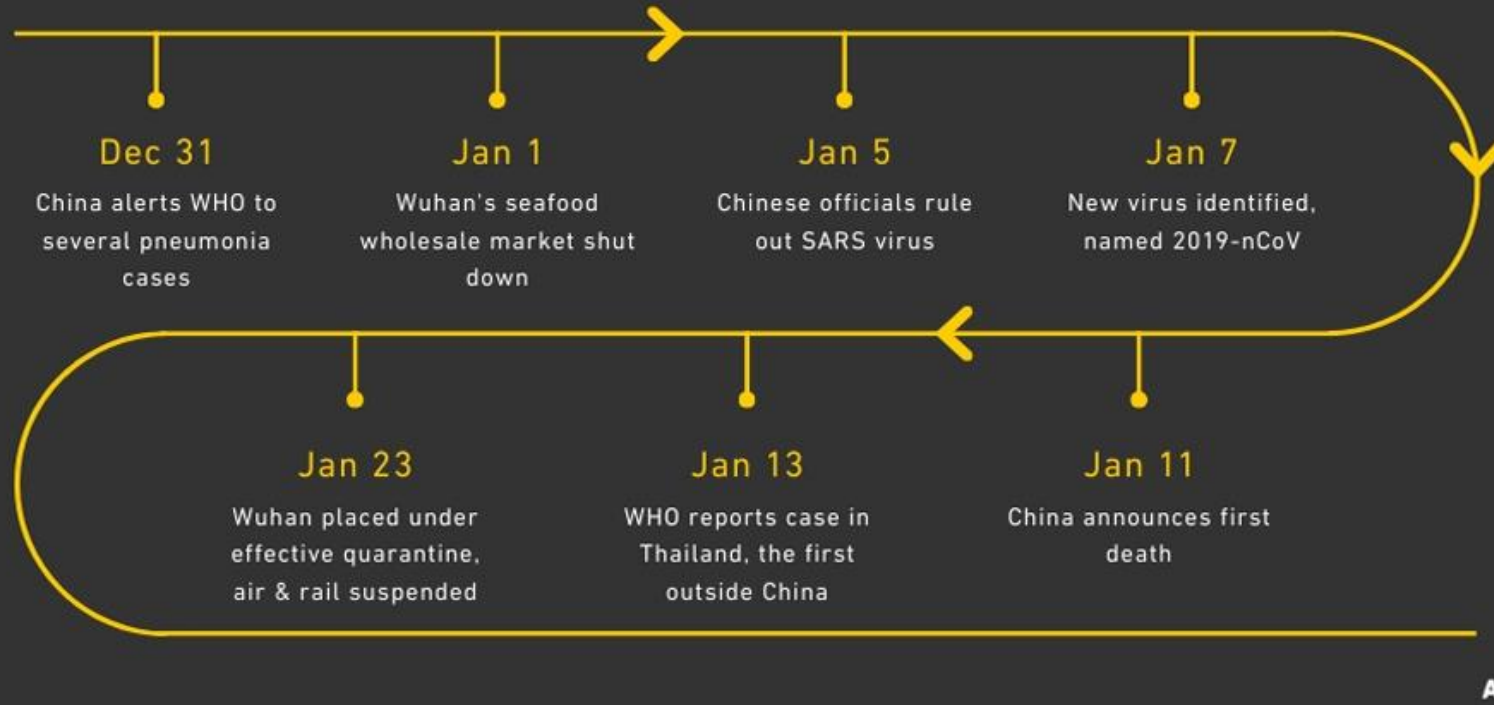 Dec 31
China alerts WHO to
several pneumonia
cases
Jan 1
Wuhan's seafood
wholesale market shut
down
Jan 5
Chinese officials rule
out SARS virus
Jan 7
New virus identified,
named 2019-nCoV
Jan 11
China announces first
death
Jan 13
WHO reports case in
Thailand, the first
outside China
Jan 23
Wuhan placed under
effective quarantine,
air & rail suspended